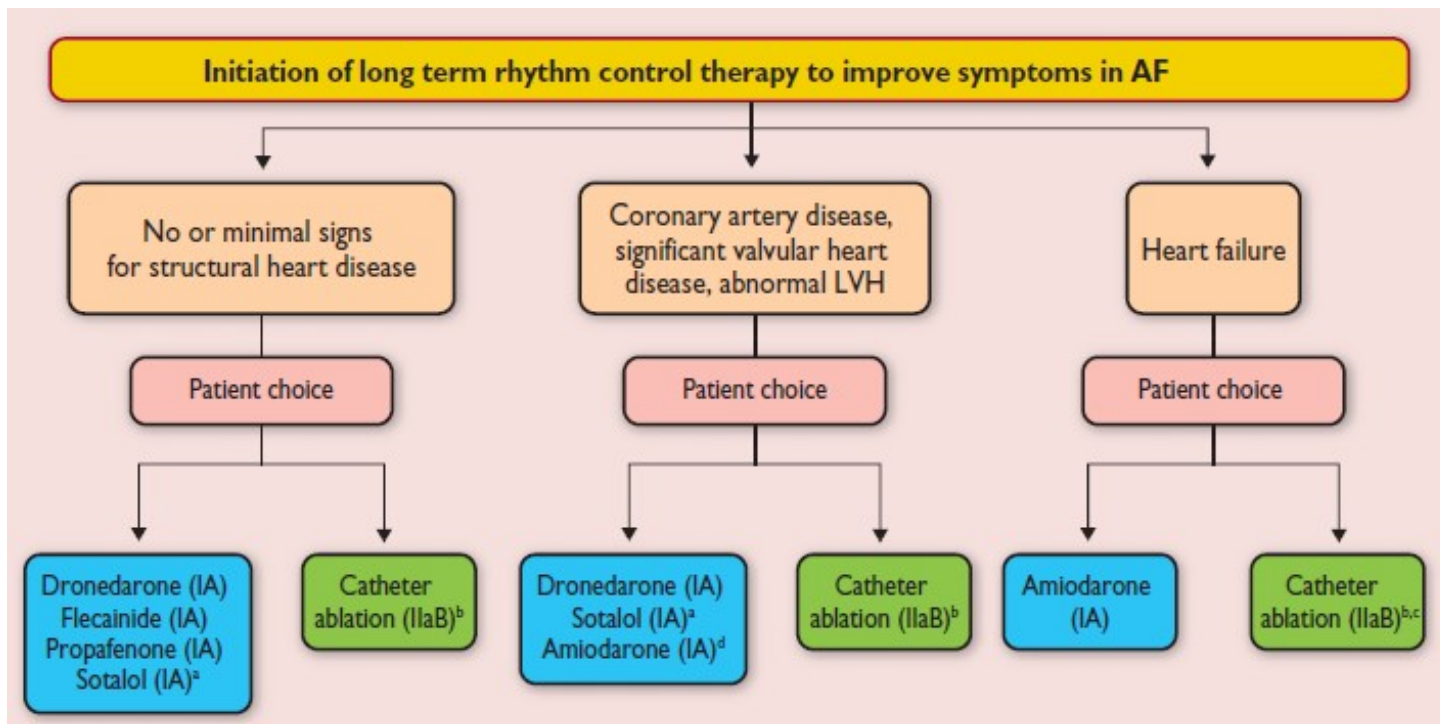 Initiation of long term rhythm control therapy to improve symptoms in AF
No or minimal signs
for structural heart disease
Coronary artery disease,
significant valvular heart
disease, abnormal LVH
Heart failure
Patient choice
Patient choice
Patient choice
Dronedarone (IA)
Flecainide (IA)
Propafenone (IA)
Sotalol (IA)ᵃ
Catheter
ablation (IIaB)ᵇ
Dronedarone (IA)
Sotalol (IA)ᵃ
Amiodarone (IA)ᵈ
Catheter
ablation (IIaB)ᵇ
Amiodarone
(IA)
Catheter
ablation (IIaB)ᵇ,ᶜ